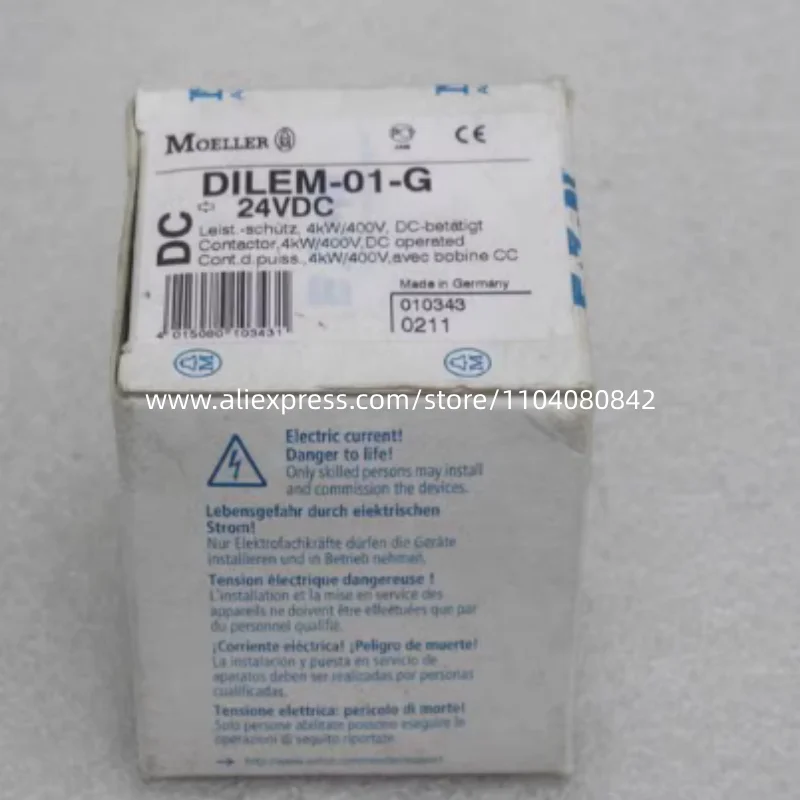 MOELLER
CE
DILEM-01-G
DC
24VDC
Leist.-schütz, 4kW/400V, DC-betätigt
Contactor,4kW/400V,DC operated
Cont.d.puiss.,4kW/400V,avec bobine CC
Made in Germany
010343
0211
4 015080 103431
www.aliexpress.com/store/1104080842
Electric current!
Danger to life!
Only skilled persons may install
and commission the devices.
Lebensgefahr durch elektrischen
Strom!
Nur Elektrofachkräfte dürfen die Geräte
installieren und in Betrieb nehmen.
Tension électrique dangereuse !
L'installation et la mise en service des
appareils ne doivent être effectuées que par
du personnel qualifié.
¡Corriente eléctrica! ¡Peligro de muerte!
La instalación y puesta en servicio de
aparatos deben ser realizadas por personas
cualificadas.
Tensione elettrica: pericolo di morte!
Solo persone abilitate possono eseguire le
operazioni di seguito riportate.